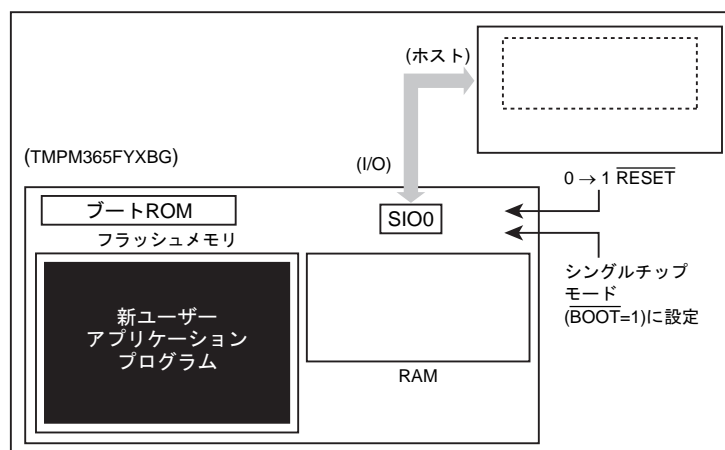 (ホスト)
(TMPM365FYXBG)
(I/O)
0 → 1 RESET
ブートROM
SIO0
フラッシュメモリ
シングルチップ
モード
(BOOT=1)に設定
新ユーザー
アプリケーション
プログラム
RAM